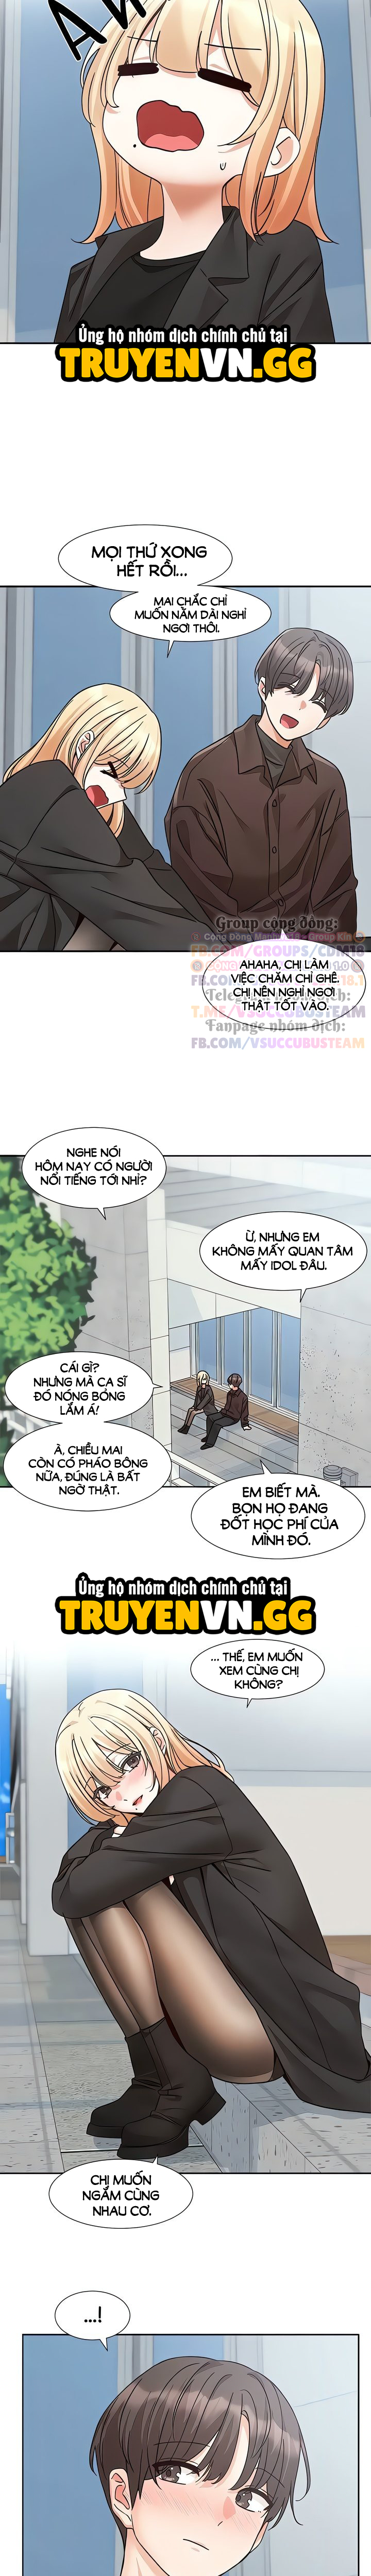 Ủng hộ nhóm dịch chính chủ tại
TRUYENVN.GG
MỌI THỨ XONG
HẾT RỒI...
MAI CHẮC CHỈ
MUỐN NẰM DÀI NGHỈ
NGƠI THÔI.
Group cộng đồng:
FB.COM/GROUPS/CDM18
AHAHA, CHỊ LÀM
VIỆC CHĂM CHỈ GHÊ.
CHỊ NÊN NGHỈ NGƠI
THẬT TỐT VÀO.
T.ME/VSUCCUBUSTEAM
Fanpage nhóm dịch:
FB.COM/VSUCCUBUSTEAM
NGHE NÓI
HÔM NAY CÓ NGƯỜI
NỔI TIẾNG TỚI NHỈ?
Ừ, NHƯNG EM
KHÔNG MẤY QUAN TÂM
MẤY IDOL ĐÂU.
CÁI GÌ?
NHƯNG MÀ CA SĨ
ĐÓ NÓNG BỎNG
LẮM Á!
À, CHIỀU MAI
CÒN CÓ PHÁO BÔNG
NỮA, ĐÚNG LÀ BẤT
NGỜ THẬT.
EM BIẾT MÀ.
BỌN HỌ ĐANG
ĐỐT HỌC PHÍ CỦA
MÌNH ĐÓ.
Ủng hộ nhóm dịch chính chủ tại
TRUYENVN.GG
... THẾ, EM MUỐN
XEM CÙNG CHỊ
KHÔNG?
CHỊ MUỐN
NGẮM CÙNG
NHAU CƠ.
...!